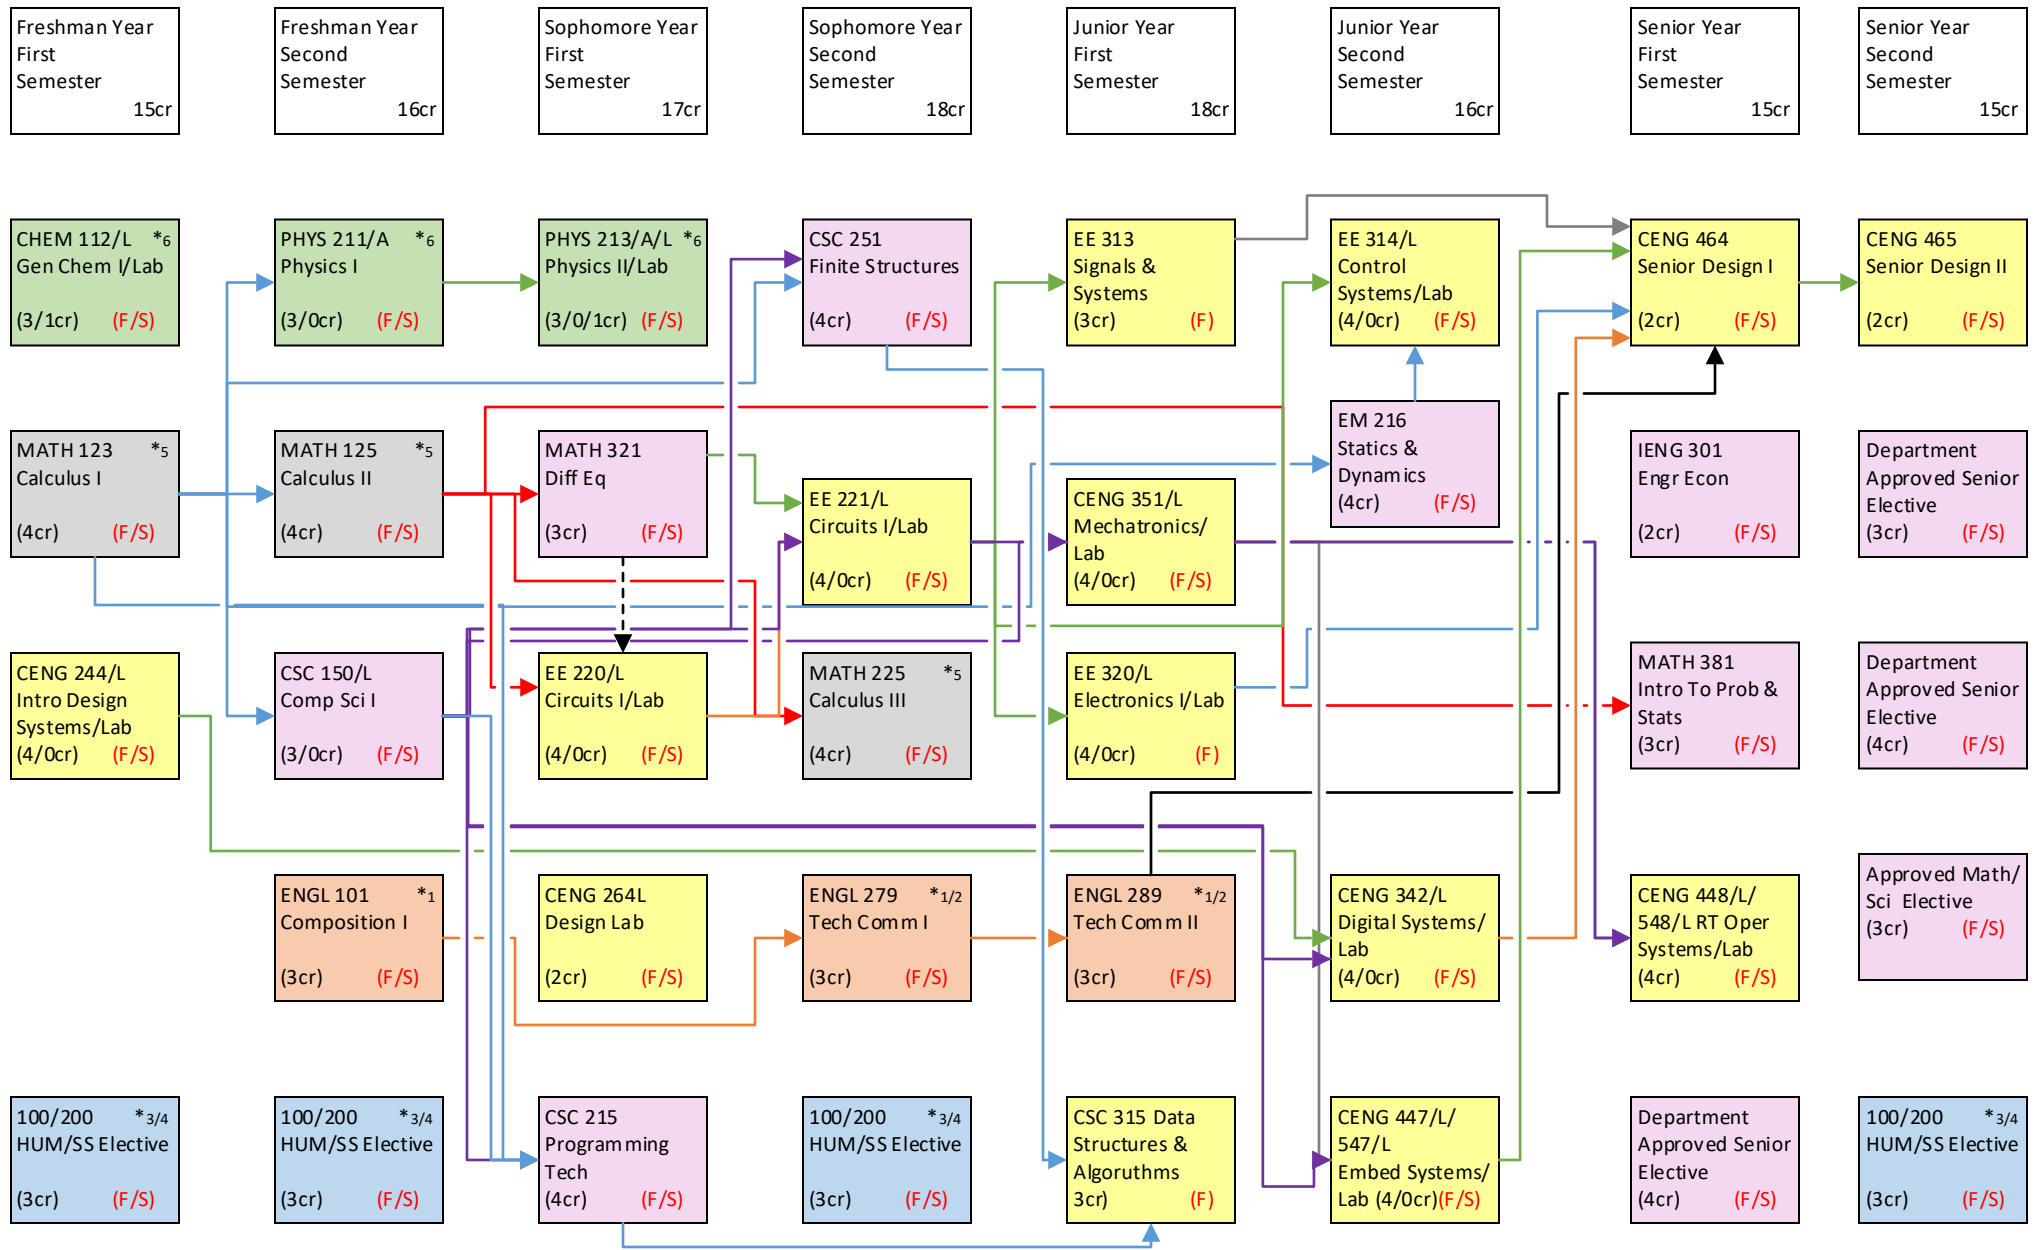 Freshman Year
First
Semester
15cr
Freshman Year
Second
Semester
16cr
Sophomore Year
First
Semester
17cr
Sophomore Year
Second
Semester
18cr
Junior Year
First
Semester
18cr
Junior Year
Second
Semester
16cr
Senior Year
First
Semester
15cr
Senior Year
Second
Semester
15cr
CHEM 112/L *6
Gen Chem I/Lab
(3/1cr) (F/S)
PHYS 211/A *6
Physics I
(3/0cr) (F/S)
PHYS 213/A/L *6
Physics II/Lab
(3/0/1cr) (F/S)
CSC 251
Finite Structures
(4cr) (F/S)
EE 313
Signals &
Systems
(3cr) (F)
EE 314/L
Control
Systems/Lab
(4/0cr) (F/S)
CENG 464
Senior Design I
(2cr) (F/S)
CENG 465
Senior Design II
(2cr) (F/S)
MATH 123 *5
Calculus I
(4cr) (F/S)
MATH 125 *5
Calculus II
(4cr) (F/S)
MATH 321
Diff Eq
(3cr) (F/S)
EE 221/L
Circuits I/Lab
(4/0cr) (F/S)
CENG 351/L
Mechatronics/
Lab
(4/0cr) (F/S)
EM 216
Statics &
Dynamics
(4cr) (F/S)
IENG 301
Engr Econ
(2cr) (F/S)
Department
Approved Senior
Elective
(3cr) (F/S)
CENG 244/L
Intro Design
Systems/Lab
(4/0cr) (F/S)
CSC 150/L
Comp Sci I
(3/0cr) (F/S)
EE 220/L
Circuits I/Lab
(4/0cr) (F/S)
MATH 225 *5
Calculus III
(4cr) (F/S)
EE 320/L
Electronics I/Lab
(4/0cr) (F)
MATH 381
Intro To Prob &
Stats
(3cr) (F/S)
Department
Approved Senior
Elective
(4cr) (F/S)
ENGL 101 *1
Composition I
(3cr) (F/S)
CENG 264L
Design Lab
(2cr) (F/S)
ENGL 279 *1/2
Tech Comm I
(3cr) (F/S)
ENGL 289 *1/2
Tech Comm II
(3cr) (F/S)
CENG 342/L
Digital Systems/
Lab
(4/0cr) (F/S)
CENG 448/L/
548/L RT Oper
Systems/Lab
(4cr) (F/S)
Approved Math/
Sci Elective
(3cr) (F/S)
100/200 *3/4
HUM/SS Elective
(3cr) (F/S)
100/200 *3/4
HUM/SS Elective
(3cr) (F/S)
CSC 215
Programming
Tech
(4cr) (F/S)
100/200 *3/4
HUM/SS Elective
(3cr) (F/S)
CSC 315 Data
Structures &
Algoruthms
3cr) (F)
CENG 447/L/
547/L
Embed Systems/
Lab (4/0cr)(F/S)
Department
Approved Senior
Elective
(4cr) (F/S)
100/200 *3/4
HUM/SS Elective
(3cr) (F/S)